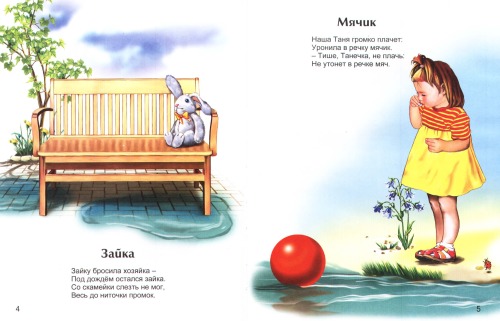 Зайка
Зайку бросила хозяйка –
Под дождём остался зайка.
Со скамейки слезть не мог,
Весь до ниточки промок.
4
Мячик
Наша Таня громко плачет:
Уронила в речку мячик.
– Тише, Танечка, не плачь:
Не утонет в речке мяч.
5